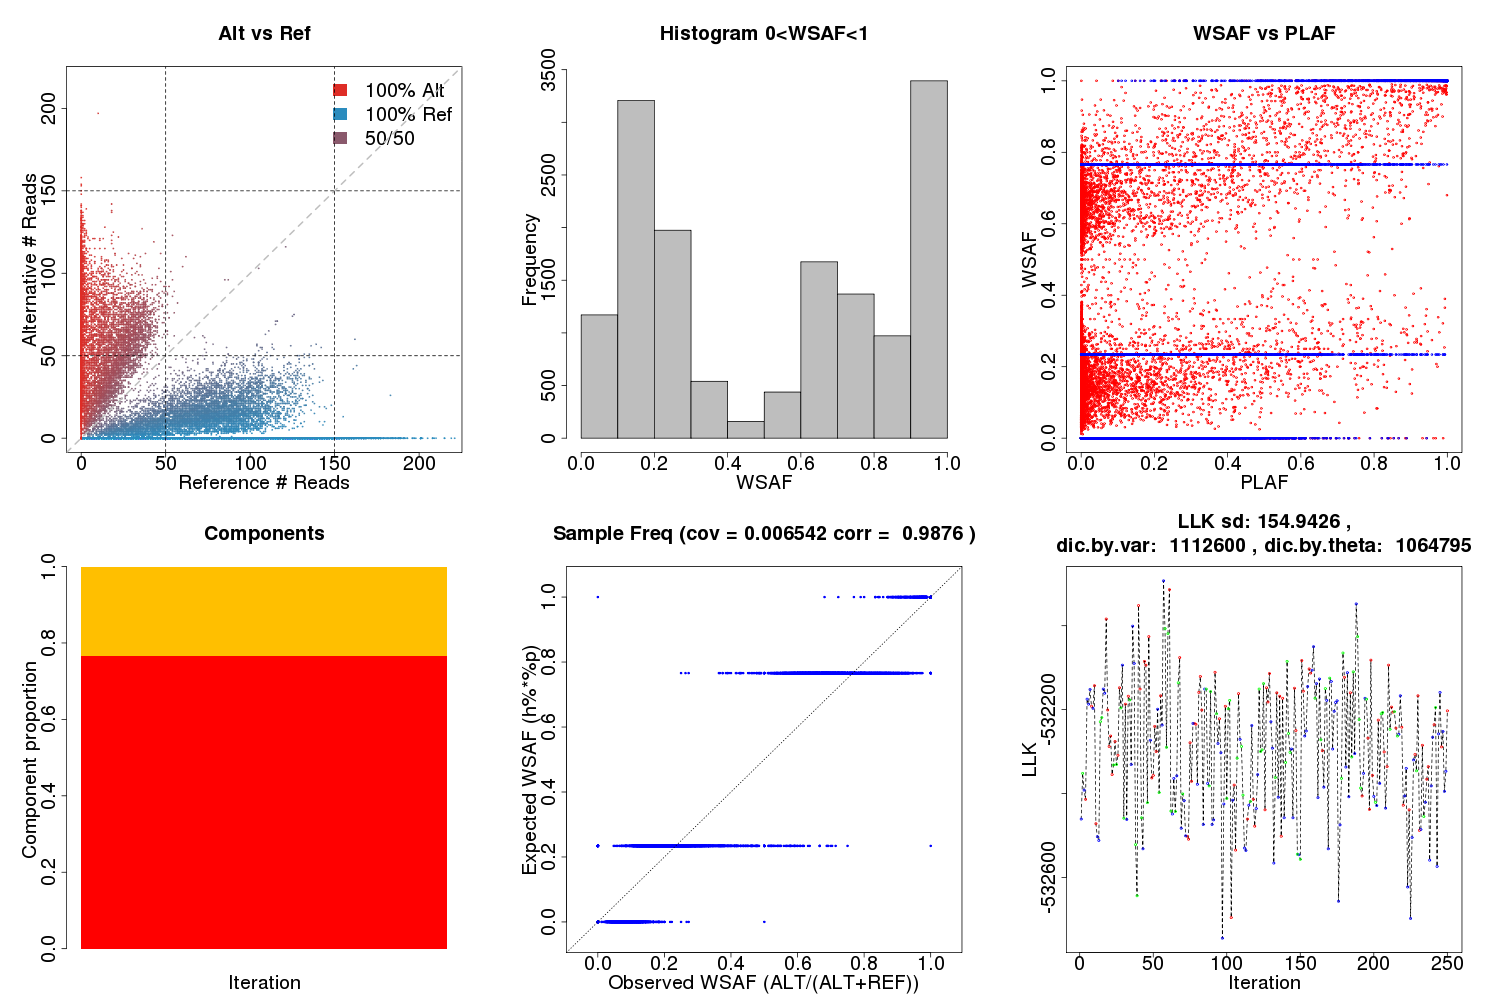 Alt vs Ref
100% Alt
100% Ref
50/50
Alternative # Reads
0
50
100
150
200
0
50
100
150
200
Reference # Reads
Histogram 0<WSAF<1
Frequency
0
500
1500
2500
3500
0.0
0.2
0.4
0.6
0.8
1.0
WSAF
WSAF vs PLAF
WSAF
0.0
0.2
0.4
0.6
0.8
1.0
0.0
0.2
0.4
0.6
0.8
1.0
PLAF
Components
Component proportion
0.0
0.2
0.4
0.6
0.8
1.0
Iteration
Sample Freq (cov = 0.006542 corr = 0.9876 )
Expected WSAF (h%*%p)
0.0
0.2
0.4
0.6
0.8
1.0
0.0
0.2
0.4
0.6
0.8
1.0
Observed WSAF (ALT/(ALT+REF))
LLK sd: 154.9426 ,
dic.by.var: 1112600 , dic.by.theta: 1064795
LLK
-532600
-532200
0
50
100
150
200
250
Iteration